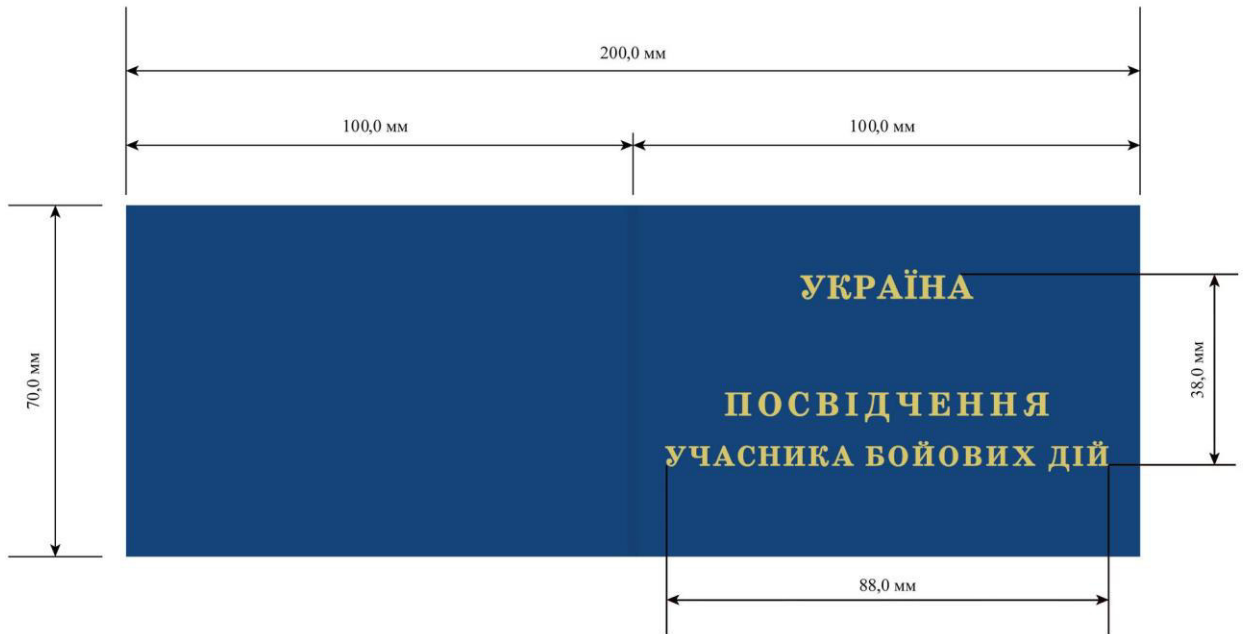 200,0 мм
100,0 мм
100,0 мм
70,0 мм
УКРАЇНА
38,0 мм
ПОСВІДЧЕННЯ
УЧАСНИКА БОЙОВИХ ДІЙ
88,0 мм